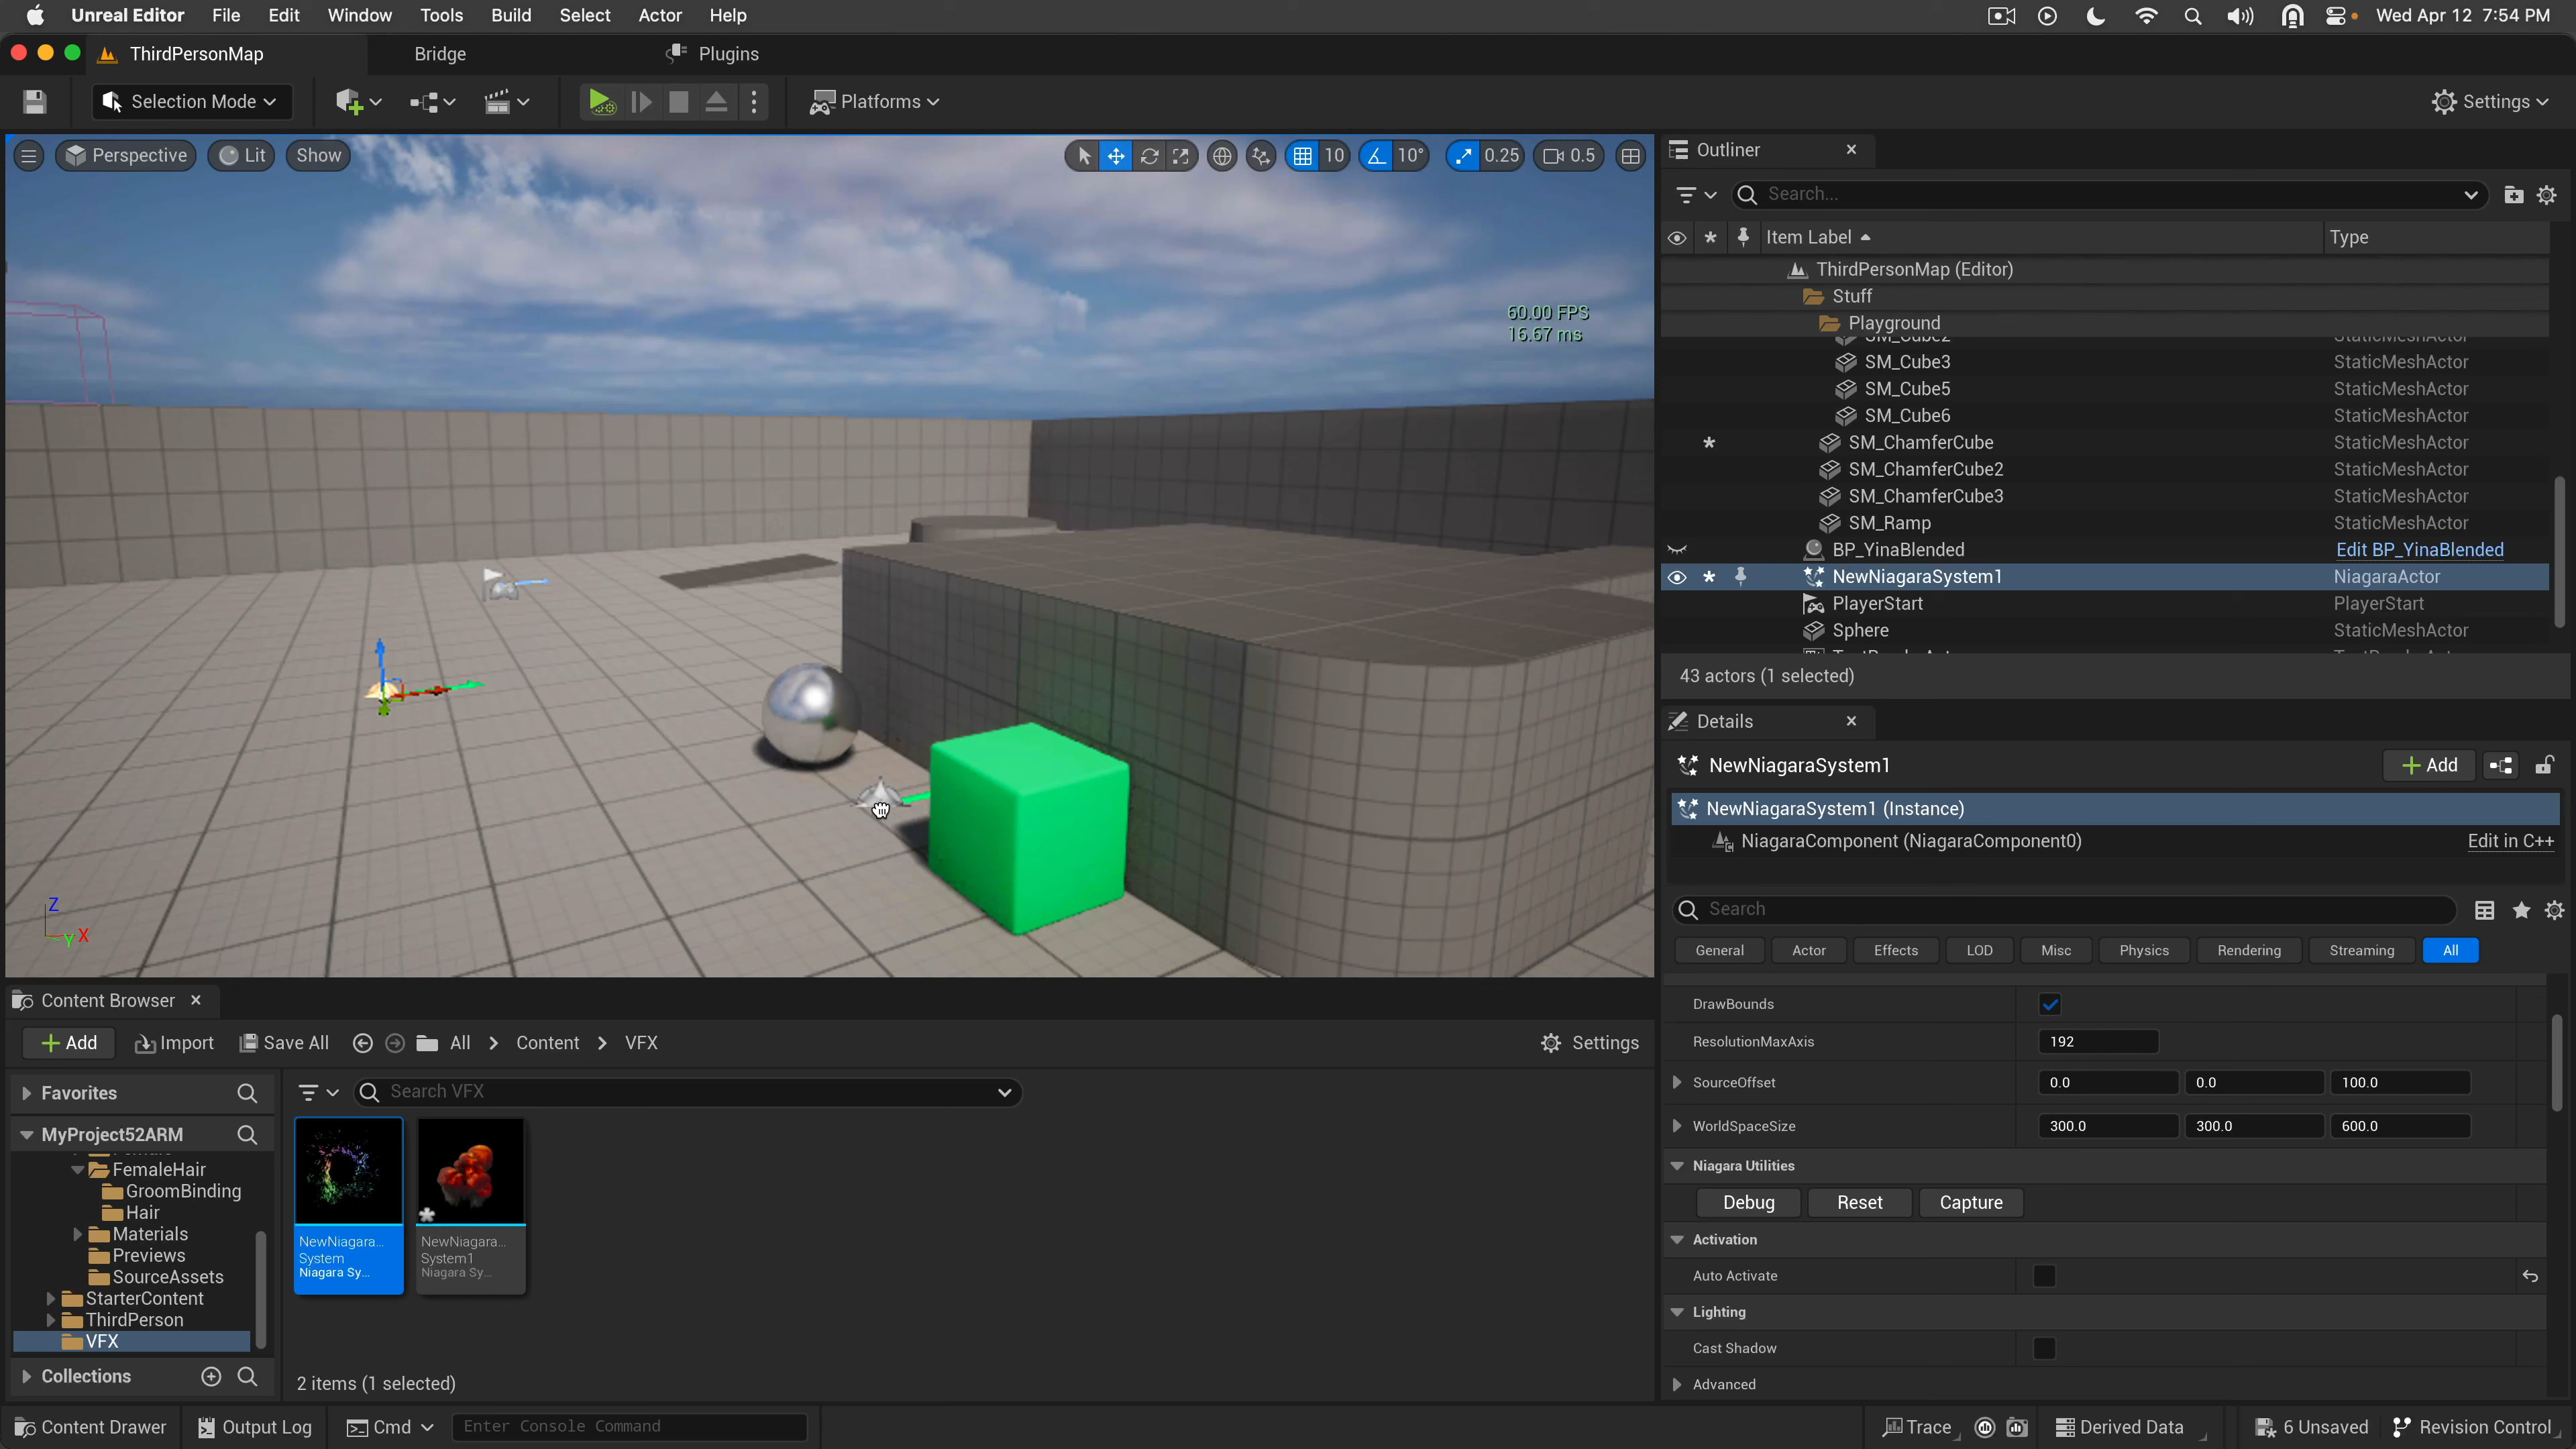 Unreal Editor File Edit Window Tools Build Select Actor Help Wed Apr 12 7:54 PM
ThirdPersonMap Bridge Plugins
Selection Mode Platforms Settings
Perspective Lit Show 10 10° 0.25 0.5
60.00 FPS
16.67 ms
Z
Y X
Outliner
Search...
Item Label Type
ThirdPersonMap (Editor)
Stuff
Playground
SM_Cube2 StaticMeshActor
SM_Cube3 StaticMeshActor
SM_Cube5 StaticMeshActor
SM_Cube6 StaticMeshActor
SM_ChamferCube StaticMeshActor
SM_ChamferCube2 StaticMeshActor
SM_ChamferCube3 StaticMeshActor
SM_Ramp StaticMeshActor
BP_YinaBlended Edit BP_YinaBlended
NewNiagaraSystem1 NiagaraActor
PlayerStart PlayerStart
Sphere StaticMeshActor
43 actors (1 selected)
Details
NewNiagaraSystem1 Add
NewNiagaraSystem1 (Instance)
NiagaraComponent (NiagaraComponent0) Edit in C++
Search
General Actor Effects LOD Misc Physics Rendering Streaming All
DrawBounds
ResolutionMaxAxis 192
SourceOffset 0.0 0.0 100.0
WorldSpaceSize 300.0 300.0 600.0
Niagara Utilities
Debug Reset Capture
Activation
Auto Activate
Lighting
Cast Shadow
Advanced
Content Browser
Add Import Save All All Content VFX Settings
Favorites
Search VFX
MyProject52ARM
FemaleHair
GroomBinding
Hair
Materials
Previews
SourceAssets
StarterContent
ThirdPerson
VFX
Collections
NewNiagara...
System
Niagara Sy...
NewNiagara...
System1
Niagara Sy...
2 items (1 selected)
Content Drawer Output Log Cmd Enter Console Command Trace Derived Data 6 Unsaved Revision Control